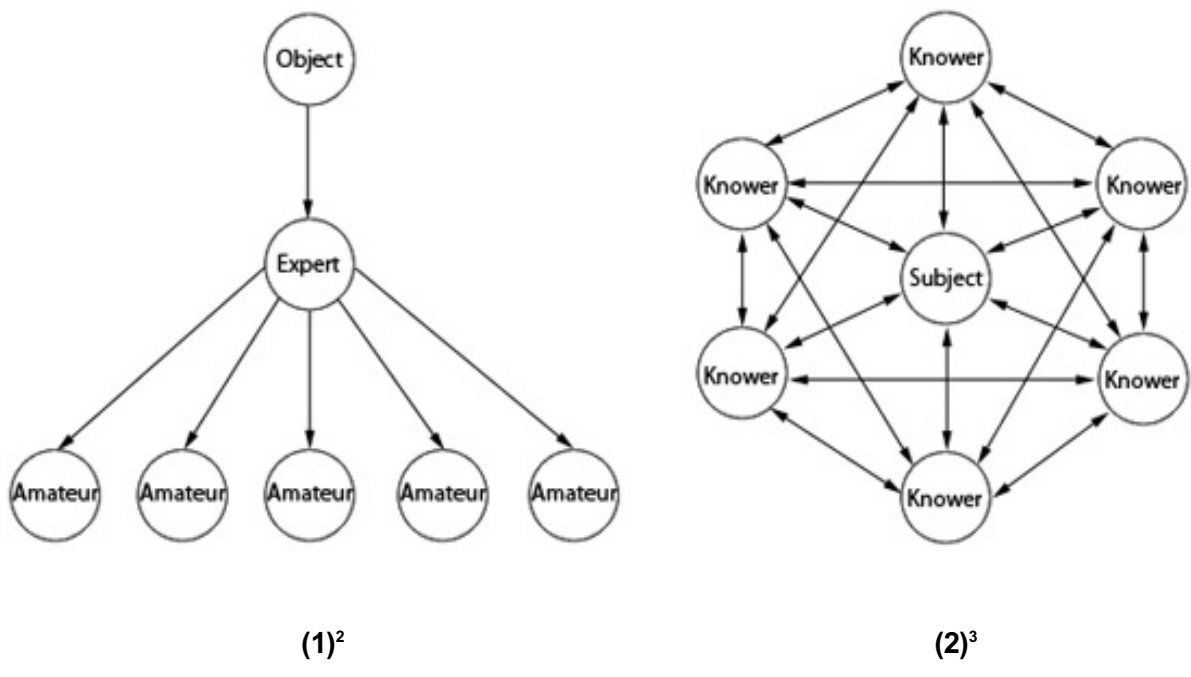 Object
Expert
Amateur Amateur Amateur Amateur Amateur
Knower
Knower Knower
Subject
Knower Knower
Knower
(1)² (2)³